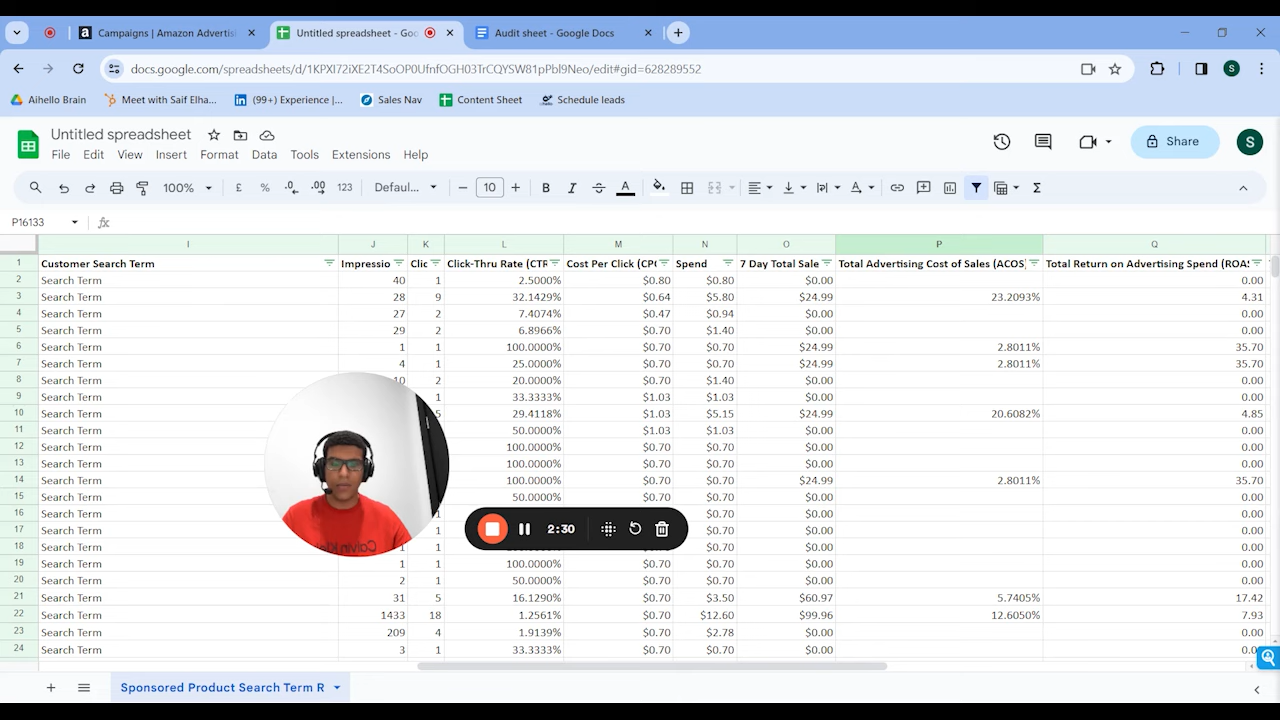 Campaigns | Amazon Advertisi
Untitled spreadsheet - Goo
Audit sheet - Google Docs
docs.google.com/spreadsheets/d/1KPXI72iXE2T4SoOP0UfnfOGH03TrCQYSW81pPbl9Neo/edit#gid=628289552
Aihello Brain
Meet with Saif Elha...
(99+) Experience |...
Sales Nav
Content Sheet
Schedule leads
Untitled spreadsheet
File Edit View Insert Format Data Tools Extensions Help
Share
S
100% £ % .0 .00 123 Defaul... 10 B I A
P16133 fx
I J K L M N O P Q
1 Customer Search Term Impressio Clic Click-Thru Rate (CTR Cost Per Click (CPC Spend 7 Day Total Sale Total Advertising Cost of Sales (ACOS) Total Return on Advertising Spend (ROAS
2 Search Term 40 1 2.5000% $0.80 $0.80 $0.00 0.00
3 Search Term 28 9 32.1429% $0.64 $5.80 $24.99 23.2093% 4.31
4 Search Term 27 2 7.4074% $0.47 $0.94 $0.00 0.00
5 Search Term 29 2 6.8966% $0.70 $1.40 $0.00 0.00
6 Search Term 1 1 100.0000% $0.70 $0.70 $24.99 2.8011% 35.70
7 Search Term 4 1 25.0000% $0.70 $0.70 $24.99 2.8011% 35.70
8 Search Term 10 2 20.0000% $0.70 $1.40 $0.00 0.00
9 Search Term 1 33.3333% $1.03 $1.03 $0.00 0.00
10 Search Term 5 29.4118% $1.03 $5.15 $24.99 20.6082% 4.85
11 Search Term 1 50.0000% $1.03 $1.03 $0.00 0.00
12 Search Term 100.0000% $0.70 $0.70 $0.00 0.00
13 Search Term 100.0000% $0.70 $0.70 $0.00 0.00
14 Search Term 100.0000% $0.70 $0.70 $24.99 2.8011% 35.70
15 Search Term 50.0000% $0.70 $0.70 $0.00 0.00
16 Search Term 1 $0.70 $0.00 0.00
17 Search Term 1 $0.70 $0.00 0.00
18 Search Term 1 1 $0.70 $0.00 0.00
19 Search Term 1 1 100.0000% $0.70 $0.70 $0.00 0.00
20 Search Term 2 1 50.0000% $0.70 $0.70 $0.00 0.00
21 Search Term 31 5 16.1290% $0.70 $3.50 $60.97 5.7405% 17.42
22 Search Term 1433 18 1.2561% $0.70 $12.60 $99.96 12.6050% 7.93
23 Search Term 209 4 1.9139% $0.70 $2.78 $0.00 0.00
24 Search Term 3 1 33.3333% $0.70 $0.70 $0.00 0.00
2:30
Sponsored Product Search Term R